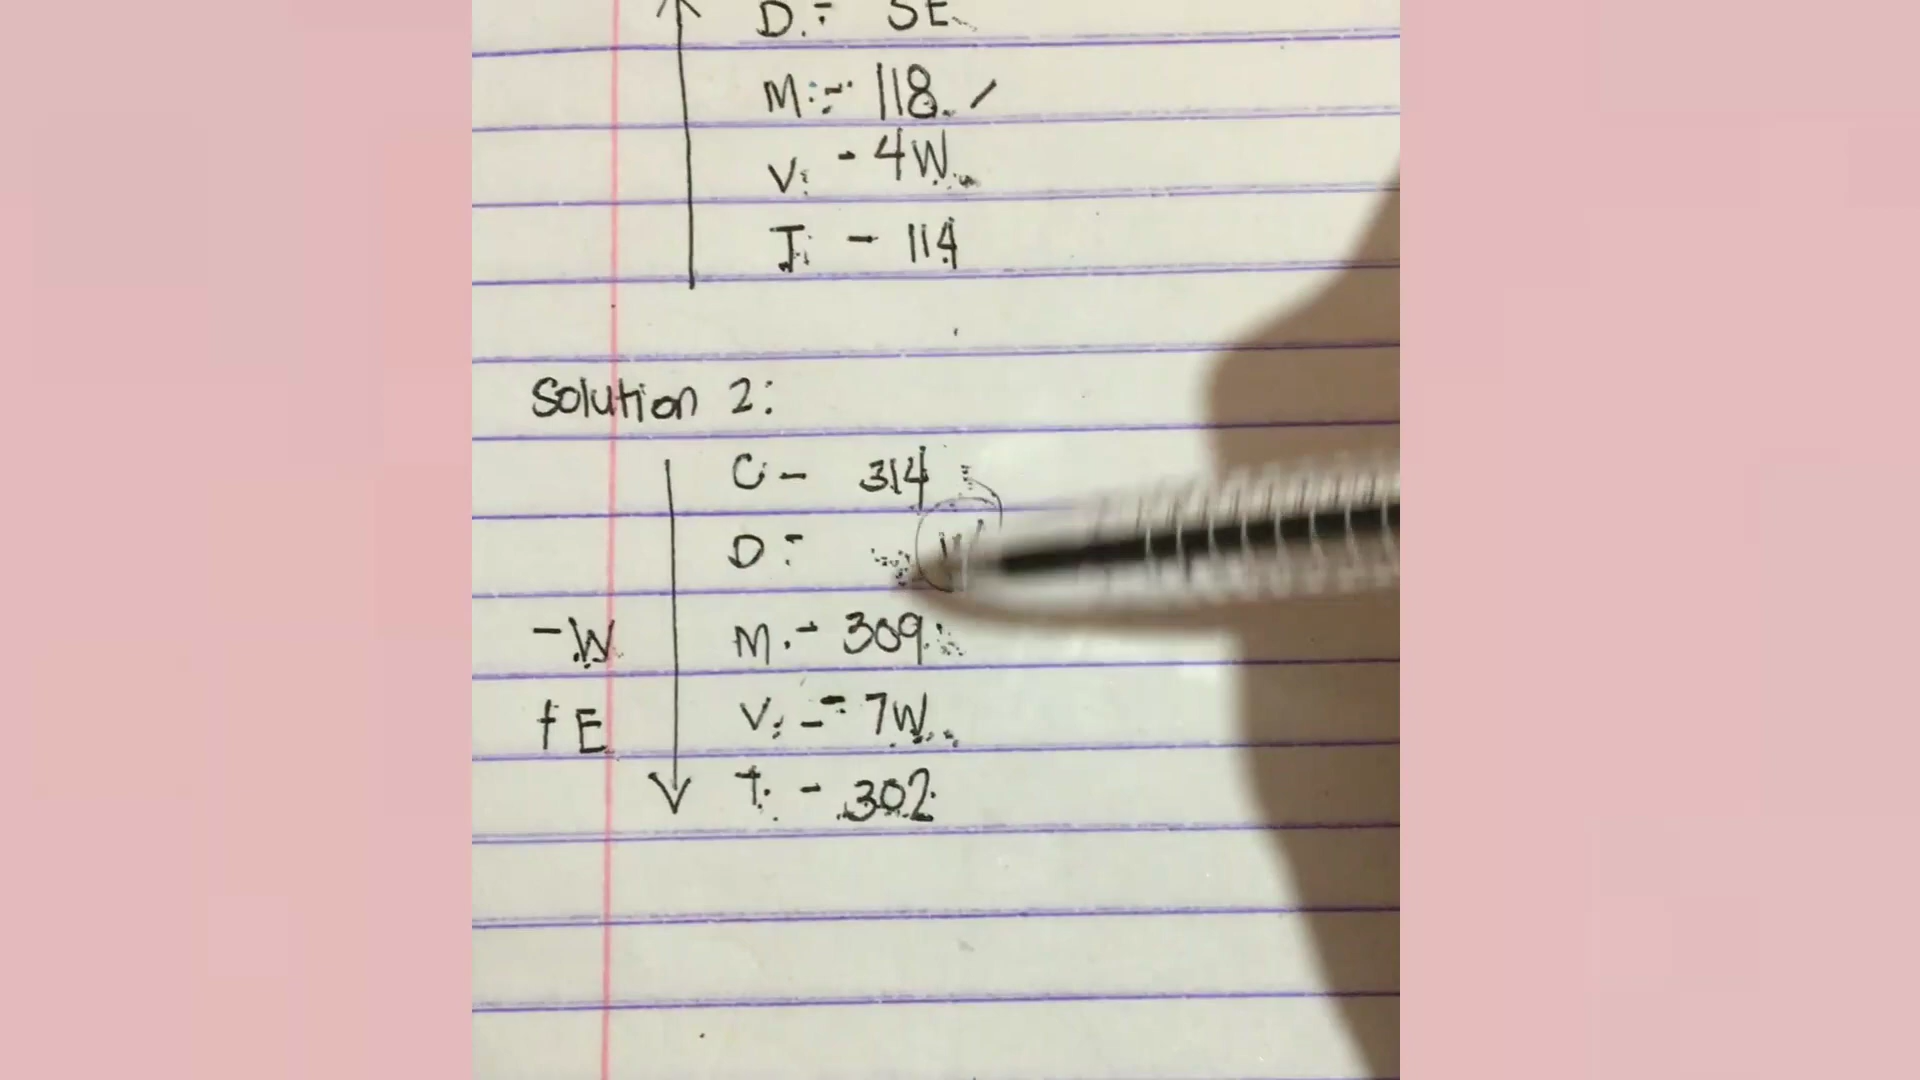 D.- 5E
M.- 118
V. - 4W
T. - 114
Solution 2:
C - 314
D - W
-W M. - 309
+E V. - 7W
T. - 302